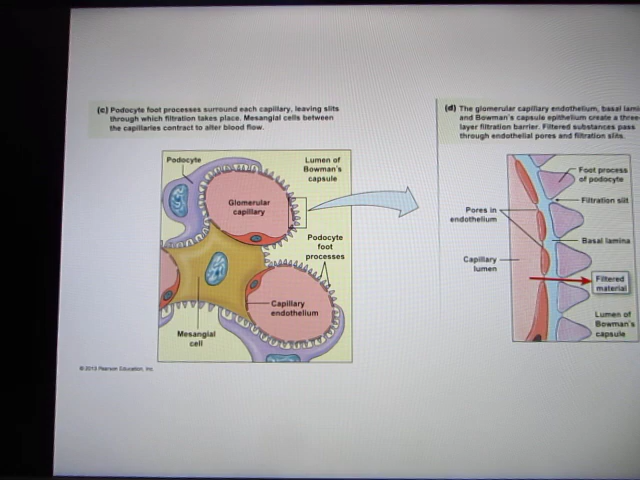 (c) Podocyte foot processes surround each capillary, leaving slits
through which filtration takes place. Mesangial cells between
the capillaries contract to alter blood flow.
Podocyte
Lumen of
Bowman's
capsule
Glomerular
capillary
Podocyte
foot
processes
Capillary
endothelium
Mesangial
cell
© 2013 Pearson Education, Inc.
(d) The glomerular capillary endothelium, basal lami
and Bowman's capsule epithelium create a three-
layer filtration barrier. Filtered substances pass
through endothelial pores and filtration slits.
Foot process
of podocyte
Filtration slit
Pores in
endothelium
Basal lamina
Capillary
lumen
Filtered
material
Lumen of
Bowman's
capsule